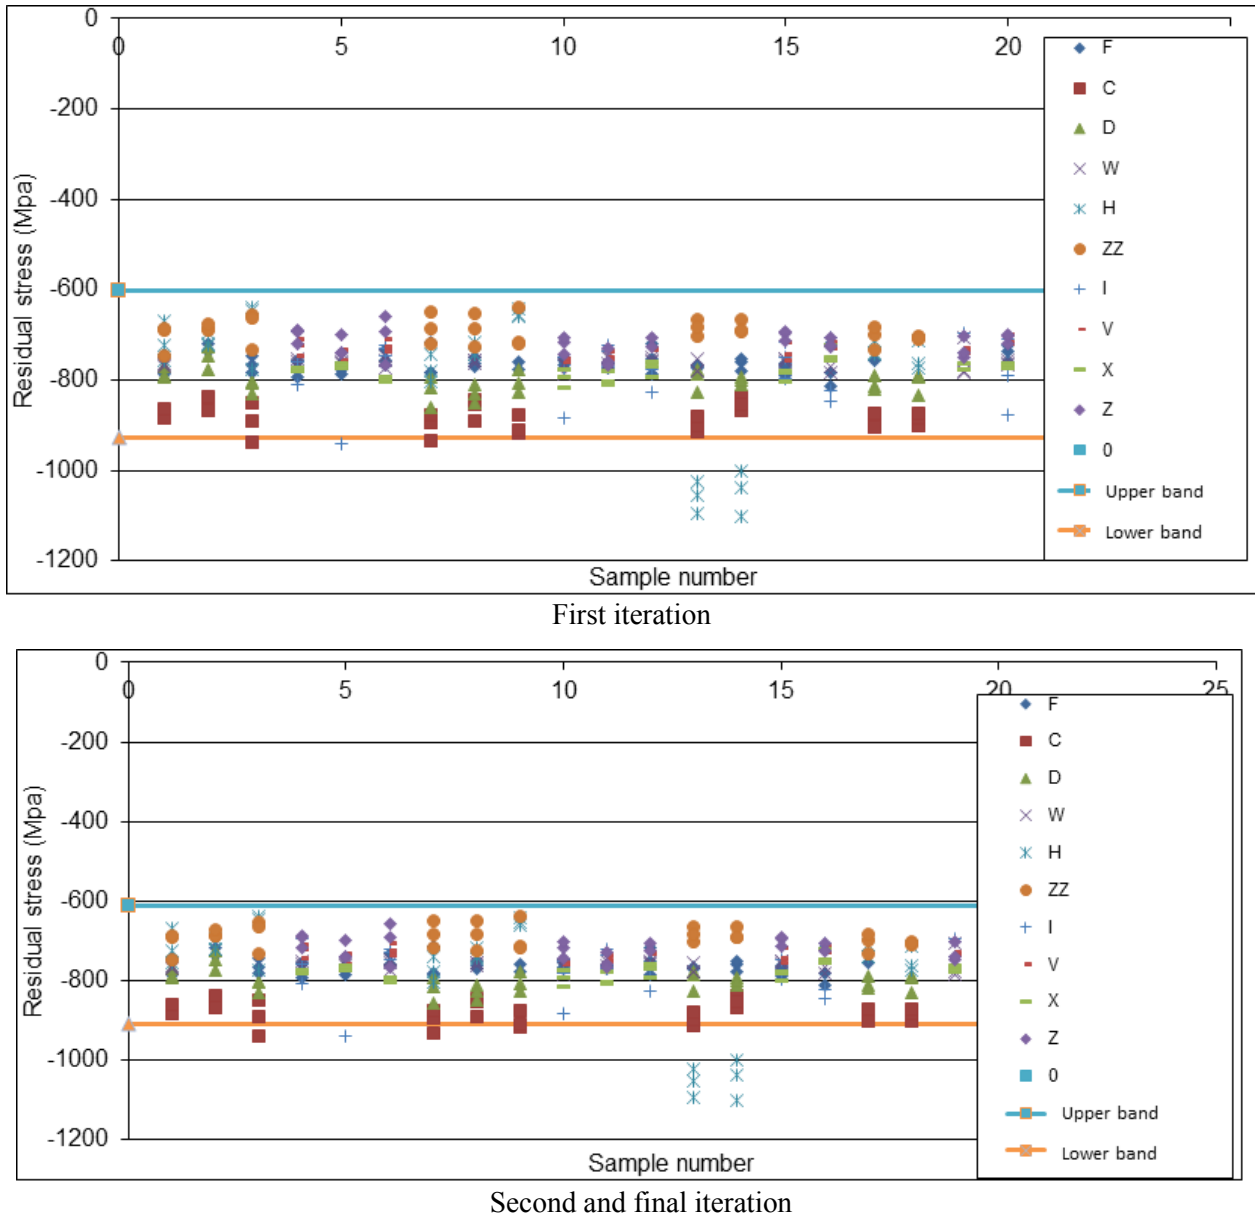 0
0
5
10
15
20
-200
-400
-600
-800
-1000
-1200
Residual stress (Mpa)
Sample number
F
C
D
W
H
ZZ
I
V
X
Z
0
Upper band
Lower band
First iteration
0
0
5
10
15
20
25
-200
-400
-600
-800
-1000
-1200
Residual stress (Mpa)
Sample number
F
C
D
W
H
ZZ
I
V
X
Z
0
Upper band
Lower band
Second and final iteration